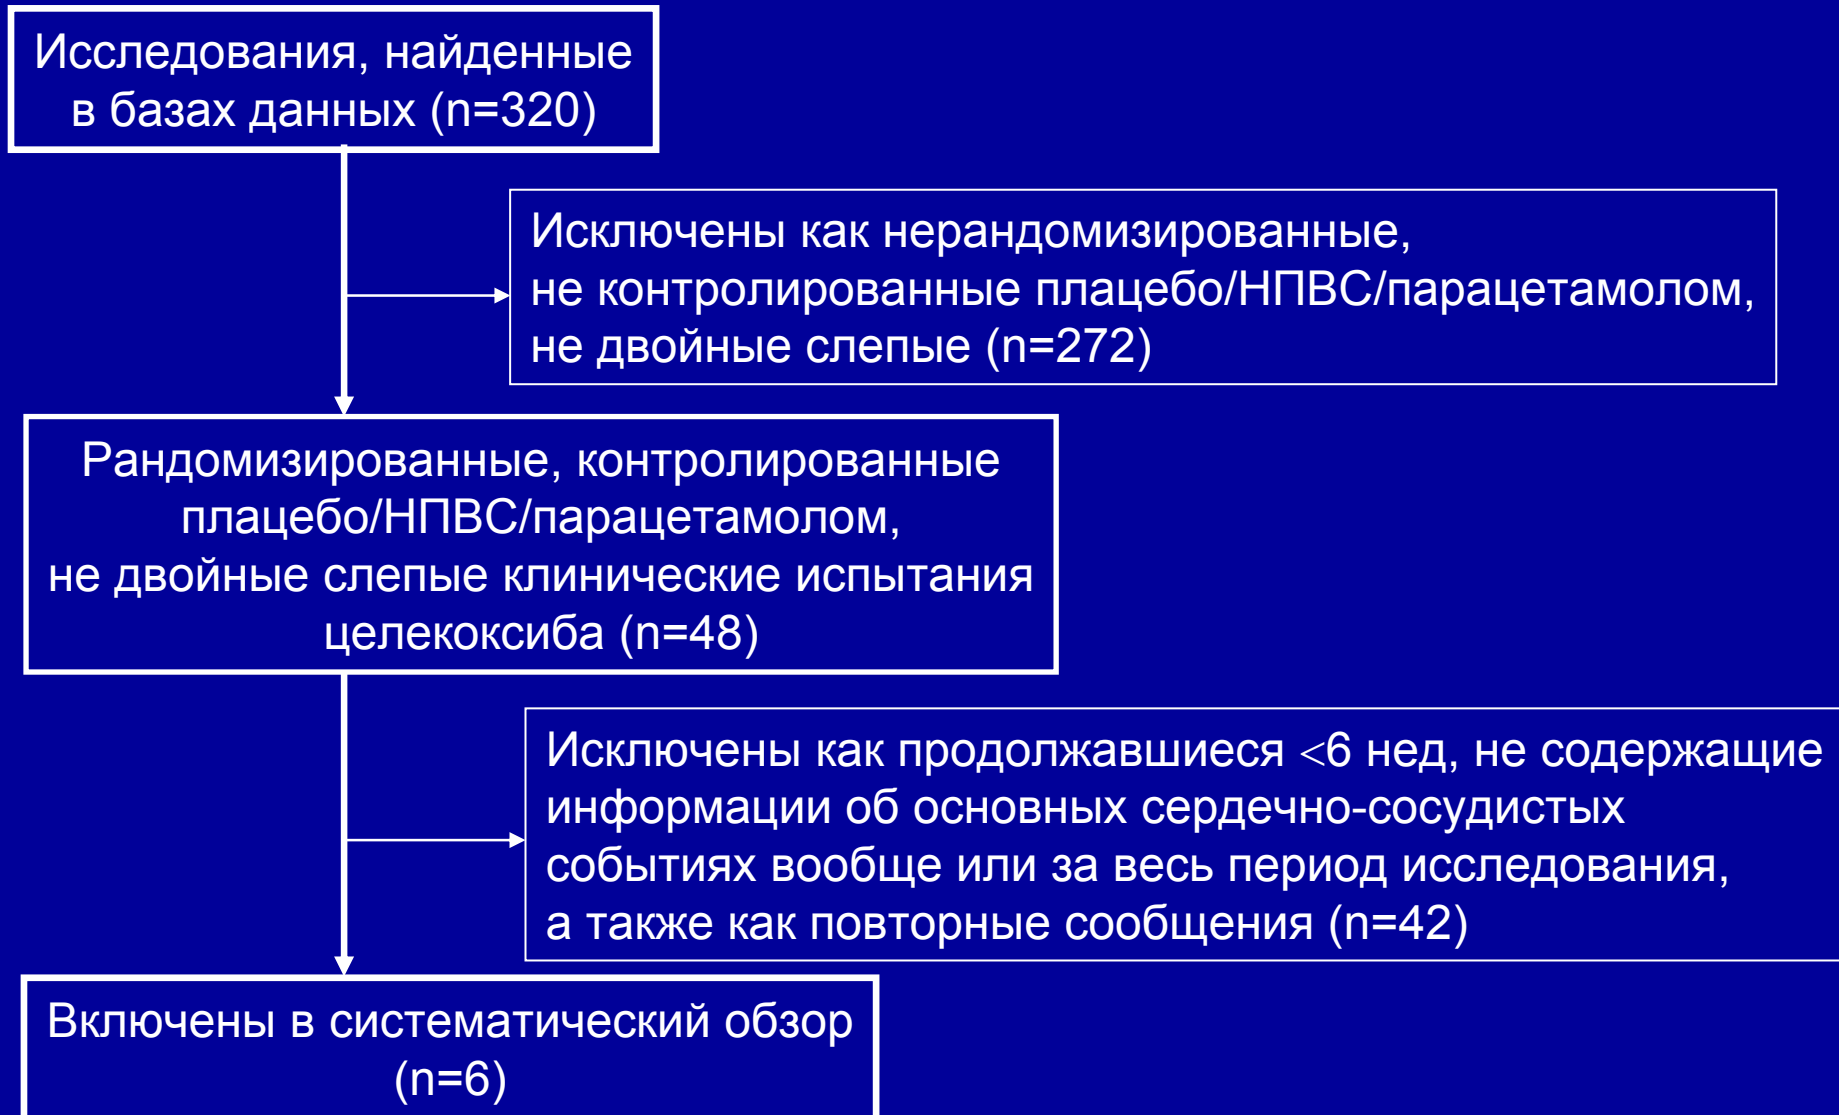 Исследования, найденные
в базах данных (n=320)
Исключены как нерандомизированные,
не контролированные плацебо/НПВС/парацетамолом,
не двойные слепые (n=272)
Рандомизированные, контролированные
плацебо/НПВС/парацетамолом,
не двойные слепые клинические испытания
целекоксиба (n=48)
Исключены как продолжавшиеся <6 нед, не содержащие
информации об основных сердечно-сосудистых
событиях вообще или за весь период исследования,
а также как повторные сообщения (n=42)
Включены в систематический обзор
(n=6)